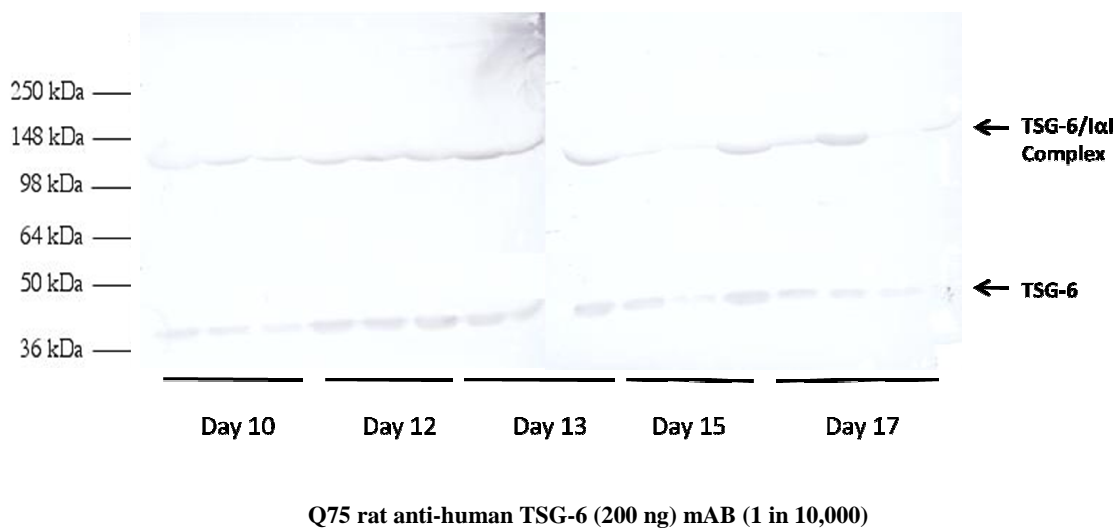 250 kDa
148 kDa
98 kDa
64 kDa
50 kDa
36 kDa
TSG-6/IαI
Complex
TSG-6
Day 10 Day 12 Day 13 Day 15 Day 17
Q75 rat anti-human TSG-6 (200 ng) mAB (1 in 10,000)